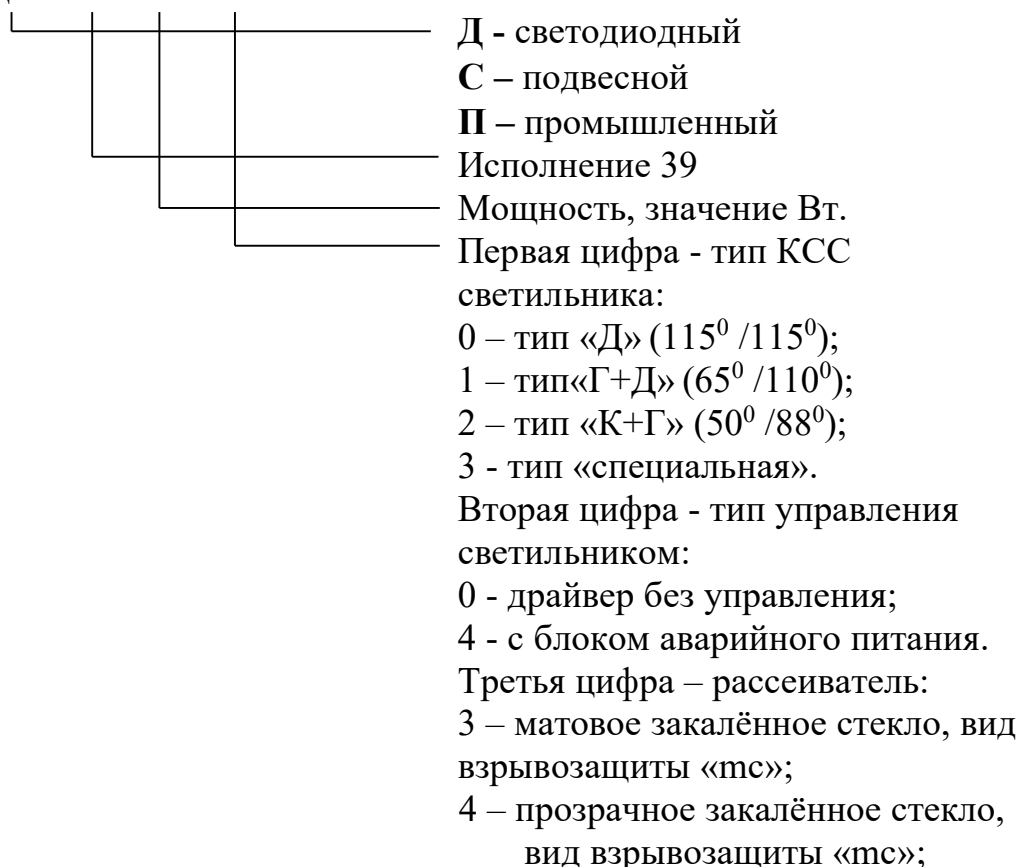 Д - светодиодный
С – подвесной
П – промышленный
Исполнение 39
Мощность, значение Вт.
Первая цифра - тип КСС
светильника:
0 – тип «Д» (115⁰ /115⁰);
1 – тип«Г+Д» (65⁰ /110⁰);
2 – тип «К+Г» (50⁰ /88⁰);
3 - тип «специальная».
Вторая цифра - тип управления
светильником:
0 - драйвер без управления;
4 - с блоком аварийного питания.
Третья цифра – рассеиватель:
3 – матовое закалённое стекло, вид
взрывозащиты «mc»;
4 – прозрачное закалённое стекло,
вид взрывозащиты «mc»;